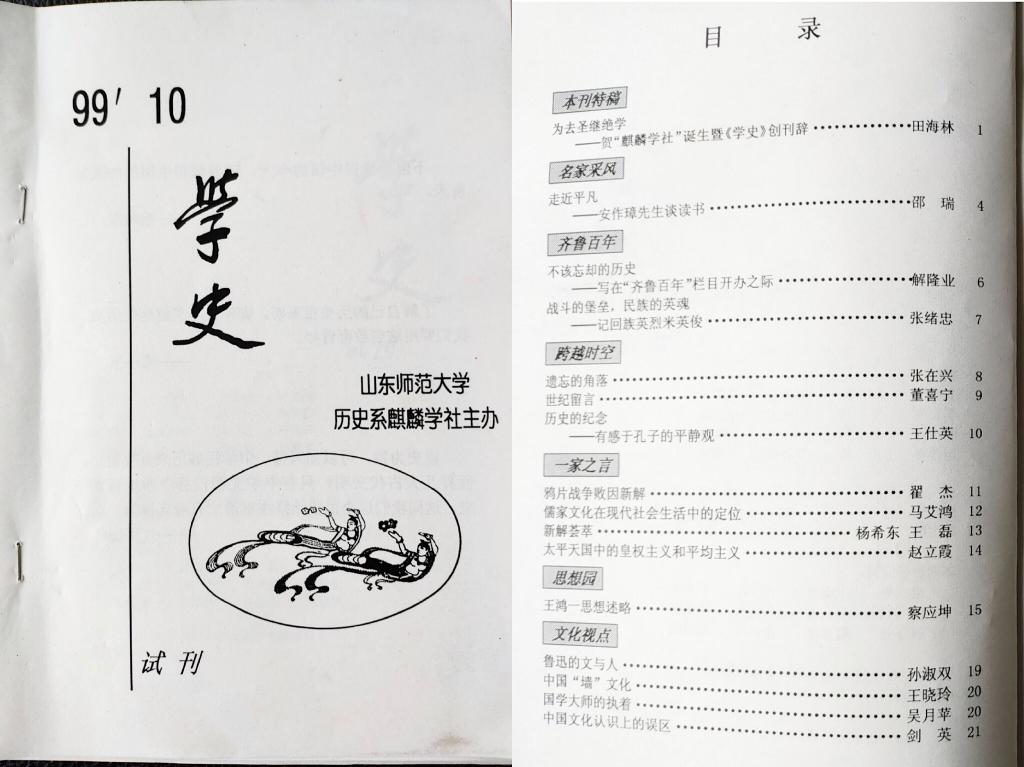 99' 10
學
史
山东师范大学
历史系麒麟学社主办
试刊
目 录
本刊特稿
为去圣继绝学
——贺“麒麟学社”诞生暨《学史》创刊辞 ························ 田海林 1
名家采风
走近平凡
——安作璋先生谈读书 ························ 邵 瑞 4
齐鲁百年
不该忘却的历史
——写在“齐鲁百年”栏目开办之际 ························ 解隆业 6
战斗的堡垒，民族的英魂
——记回族英烈米英俊 ························ 张绪忠 7
跨越时空
遗忘的角落 ························ 张在兴 8
世纪留言 ························ 董喜宁 9
历史的纪念
——有感于孔子的平静观 ························ 王仕英 10
一家之言
鸦片战争败因新解 ························ 翟 杰 11
儒家文化在现代社会生活中的定位 ························ 马艾鸿 12
新解荟萃 ························ 杨希东 王 磊 13
太平天国中的皇权主义和平均主义 ························ 赵立霞 14
思想园
王鸿一思想述略 ························ 察应坤 15
文化视点
鲁迅的文与人 ························ 孙淑双 19
中国“墙”文化 ························ 王晓玲 20
国学大师的执着 ························ 吴月苹 20
中国文化认识上的误区 ························ 剑 英 21